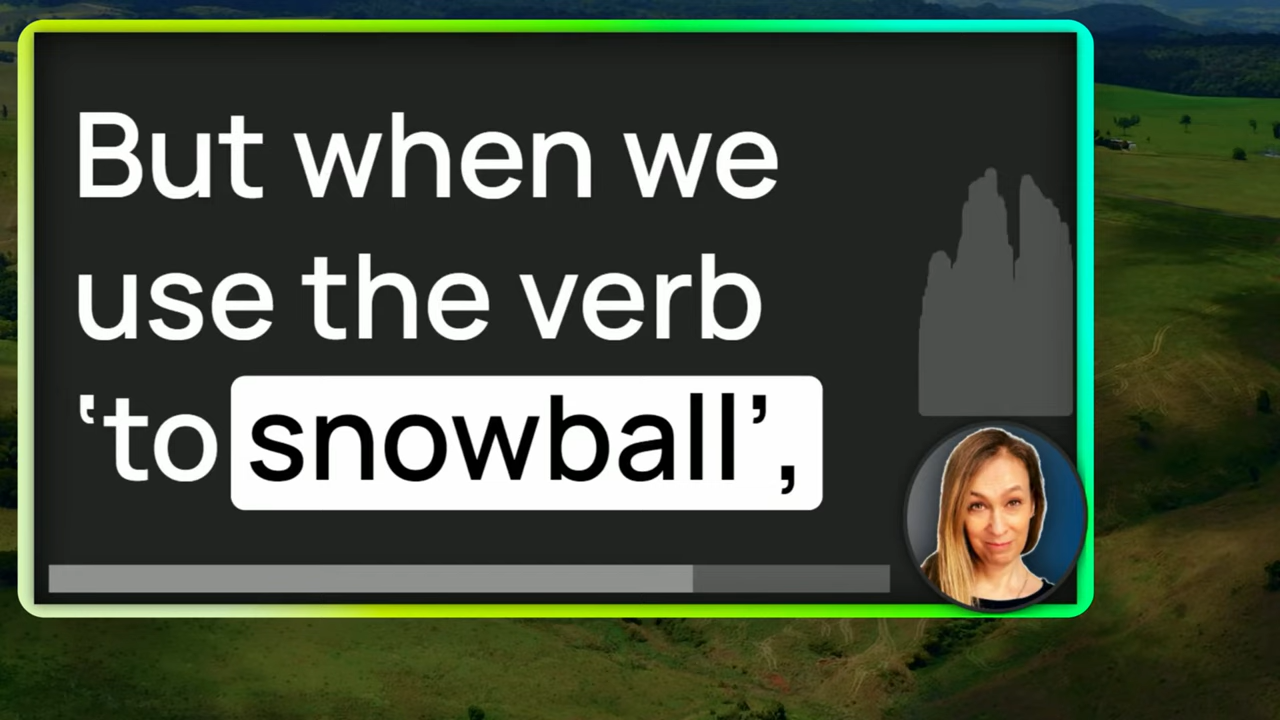 But when we
use the verb
‘to snowball’,